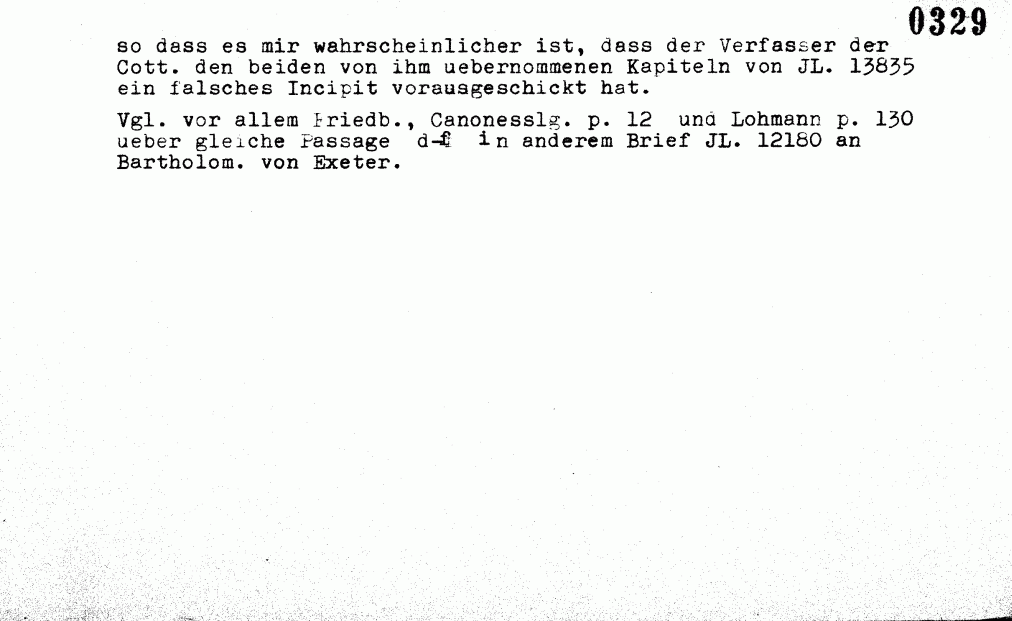 0329
so dass es mir wahrscheinlicher ist, dass der Verfasser der
Cott. den beiden von ihm uebernommenen Kapiteln von JL. 13835
ein falsches Incipit vorausgeschickt hat.
Vgl. vor allem Friedb., Canonesslg. p. 12 und Lohmann p. 130
ueber gleiche Passage in anderem Brief JL. 12180 an
Bartholom. von Exeter.